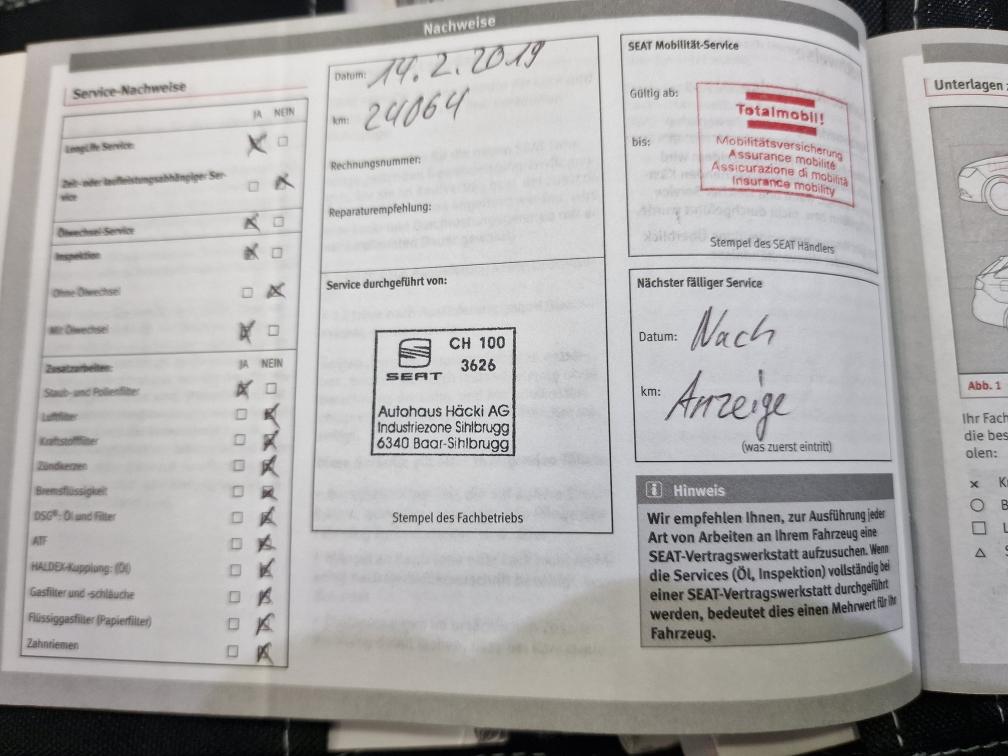 Nachweise
Service-Nachweise
JA NEIN
LongLife Service:
Zeit- oder laufleistungsabhängiger Ser-
vice
Ölwechsel-Service
Inspektion
Ohne Ölwechsel
Mit Ölwechsel
Zusatzarbeiten: JA NEIN
Staub- und Pollenfilter
Luftfilter
Kraftstofffilter
Zündkerzen
Bremsflüssigkeit
DSG®: Öl und Filter
ATF
HALDEX-Kupplung: (Öl)
Gasfilter und -schläuche
Flüssiggasfilter (Papierfilter)
Zahnriemen
Datum: 14.2.2019
km: 24064
Rechnungsnummer:
Reparaturempfehlung:
Service durchgeführt von:
CH 100
3626
SEAT
Autohaus Häcki AG
Industriezone Sihlbrugg
6340 Baar-Sihlbrugg
Stempel des Fachbetriebs
SEAT Mobilität-Service
Gültig ab:
bis:
Totalmobil!
Mobilitätsversicherung
Assurance mobilité
Assicurazione di mobilità
Insurance mobility
Stempel des SEAT Händlers
Nächster fälliger Service
Datum: Nach
km: Anzeige
(was zuerst eintritt)
Hinweis
Wir empfehlen Ihnen, zur Ausführung jeder
Art von Arbeiten an Ihrem Fahrzeug eine
SEAT-Vertragswerkstatt aufzusuchen. Wenn
die Services (Öl, Inspektion) vollständig bei
einer SEAT-Vertragswerkstatt durchgeführt
werden, bedeutet dies einen Mehrwert für Ihr
Fahrzeug.
Unterlagen
Abb. 1
Ihr Fach
die bes
olen: